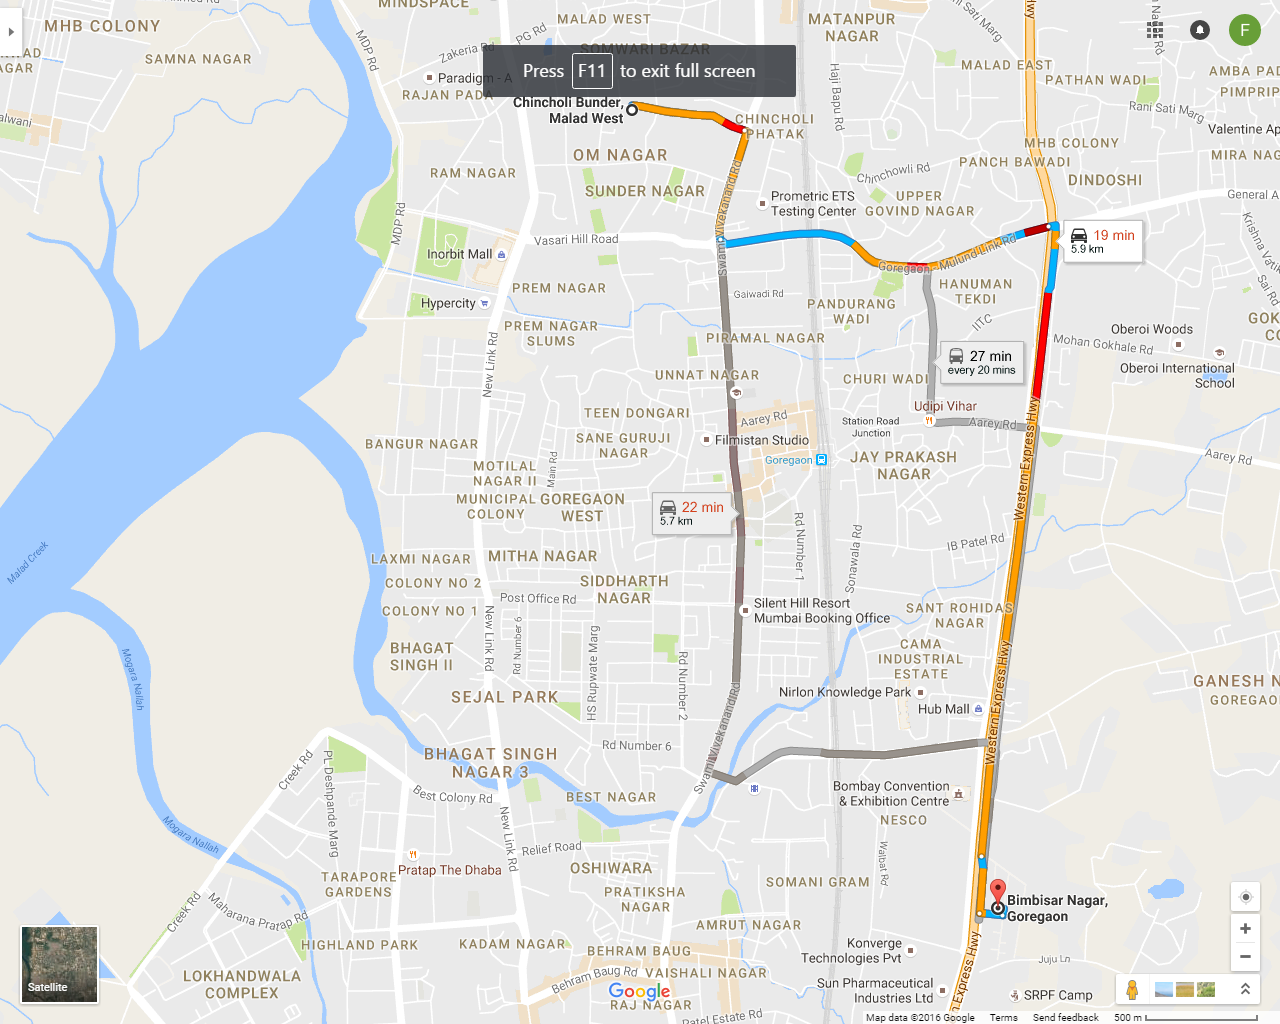 MHB COLONY
SAMNA NAGAR
MINDSPACE
MALAD WEST
MATANPUR
NAGAR
MDP Rd
Zakeria Rd
PG Rd
SOMWARI BAZAR
Press F11 to exit full screen
Paradigm - A
RAJAN PADA
Chincholi Bunder,
Malad West
CHINCHOLI
PHATAK
Haji Bapu Rd
MALAD EAST
PATHAN WADI
AMBA PAD
PIMPRIP
Rani Sati Marg
Valentine Ap
MIRA NAG
MHB COLONY
PANCH BAWADI
DINDOSHI
General A
OM NAGAR
RAM NAGAR
SUNDER NAGAR
Chincholwi Rd
Prometric ETS
Testing Center
UPPER
GOVIND NAGAR
MDP Rd
Vasari Hill Road
Inorbit Mall
Swami Vivekanand Rd
Goregaon - Mulund Link Rd
19 min
5.9 km
Krishna Vatik
Sai Rd
Hypercity
PREM NAGAR
Gaiwadi Rd
PANDURANG
WADI
HANUMAN
TEKDI
IITC
PREM NAGAR
SLUMS
PIRAMAL NAGAR
Oberoi Woods
Mohan Gokhale Rd
Oberoi International
School
New Link Rd
UNNAT NAGAR
CHURI WADI
27 min
every 20 mins
Udipi Vihar
TEEN DONGARI
Aarey Rd
Station Road
Junction
Aarey Rd
BANGUR NAGAR
SANE GURUJI
NAGAR
Filmistan Studio
Goregaon
JAY PRAKASH
NAGAR
Aarey Rd
Western Express Hwy
Main Rd
MOTILAL
NAGAR II
MUNICIPAL
COLONY
GOREGAON
WEST
22 min
5.7 km
Rd Number 1
Sonawala Rd
IB Patel Rd
Malad Creek
LAXMI NAGAR
MITHA NAGAR
COLONY NO 2
SIDDHARTH
NAGAR
Post Office Rd
COLONY NO 1
Silent Hill Resort
Mumbai Booking Office
SANT ROHIDAS
NAGAR
New Link Rd
Rd Number 9
HS Rupwate Marg
Rd Number 2
BHAGAT
SINGH II
CAMA
INDUSTRIAL
ESTATE
Mogara Nallah
SEJAL PARK
Nirlon Knowledge Park
Hub Mall
GANESH N
GOREGAO
Swami Vivekanand Rd
Western Express Hwy
Rd Number 6
BHAGAT SINGH
NAGAR 3
Creek Rd
PL Deshpande Marg
Best Colony Rd
BEST NAGAR
Bombay Convention
& Exhibition Centre
NESCO
Mogara Nallah
New Link Rd
Relief Road
Walbat Rd
Pratap The Dhaba
OSHIWARA
TARAPORE
GARDENS
PRATIKSHA
NAGAR
SOMANI GRAM
Bimbisar Nagar,
Goregaon
Creek Rd
Maharana Pratap Rd
AMRUT NAGAR
HIGHLAND PARK
KADAM NAGAR
BEHRAM BAUG
Konverge
Technologies Pvt
Juju Ln
LOKHANDWALA
COMPLEX
Behram Baug Rd
VAISHALI NAGAR
RAJ NAGAR
Sun Pharmaceutical
Industries Ltd
SRPF Camp
Patel Estate Rd
Satellite
Google
Map data ©2016 Google
Terms
Send feedback
500 m
F